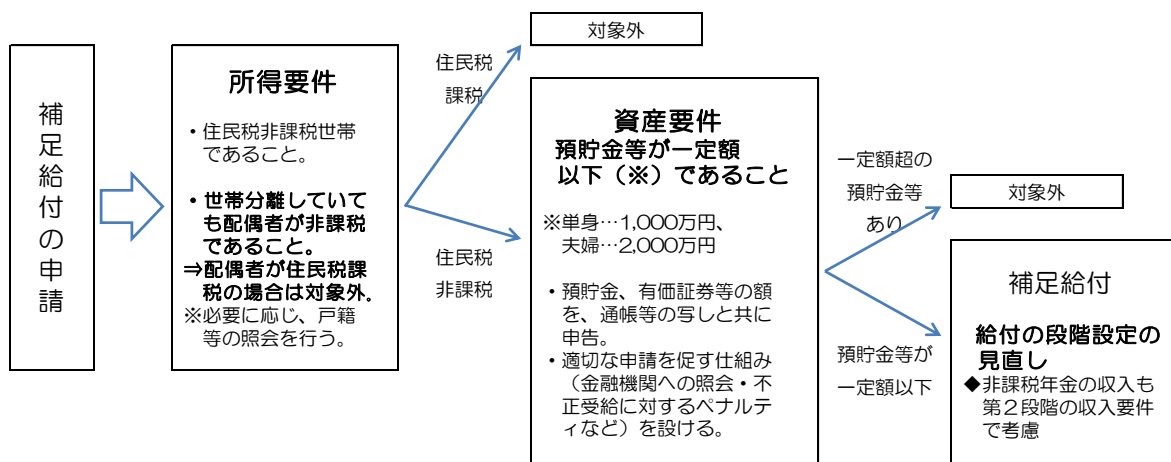 補足給付の申請
所得要件
・住民税非課税世帯
であること。
・世帯分離していて
も配偶者が非課税
であること。
⇒配偶者が住民税課
税の場合は対象外.
※必要に応じ、戸籍
等の照会を行う。
住民税
課税
対象外
住民税
非課税
資産要件
預貯金等が一定額
以下（※）であること
※単身…1,000万円、
夫婦…2,000万円
・預貯金、有価証券等の額
を、通帳等の写しと共に
申告。
・適切な申請を促す仕組み
（金融機関への照会・不
正受給に対するペナルテ
ィなど）を設ける。
一定額超の
預貯金等
あり
対象外
預貯金等が
一定額以下
補足給付
給付の段階設定の
見直し
◆非課税年金の収入も
第２段階の収入要件
で考慮